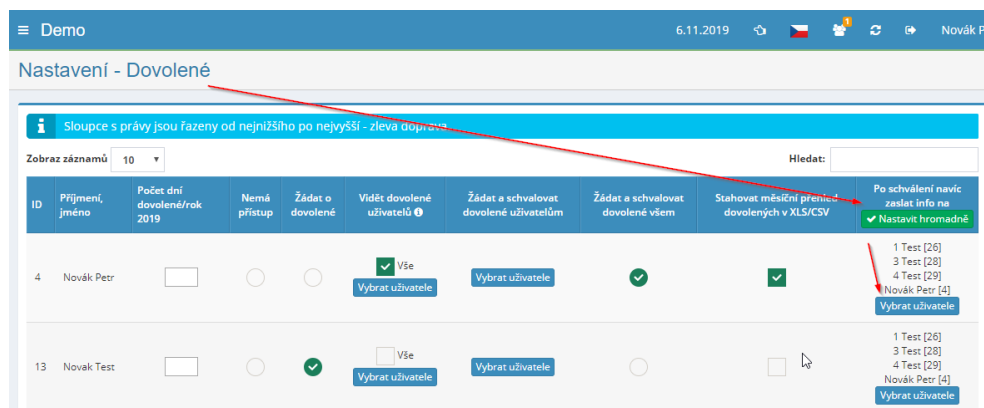 ≡ Demo 6.11.2019 1 Novák P
Nastavení - Dovolené
i Sloupce s právy jsou řazeny od nejnižšího po nejvyšší - zleva doprava
Zobraz záznamů 10 Hledat:
ID Příjmení, jméno Počet dní dovolené/rok 2019 Nemá přístup Žádat o dovolené Vidět dovolené uživatelů Žádat a schvalovat dovolené uživatelům Žádat a schvalovat dovolené všem Stahovat měsíční přehled dovolených v XLS/CSV Po schválení navíc zaslat info na
Nastavit hromadně
1 Test [26]
3 Test [28]
4 Test [29]
Novák Petr [4]
4 Novák Petr Vše
Vybrat uživatele Vybrat uživatele Vybrat uživatele
1 Test [26]
3 Test [28]
4 Test [29]
Novák Petr [4]
13 Novak Test Vše
Vybrat uživatele Vybrat uživatele Vybrat uživatele